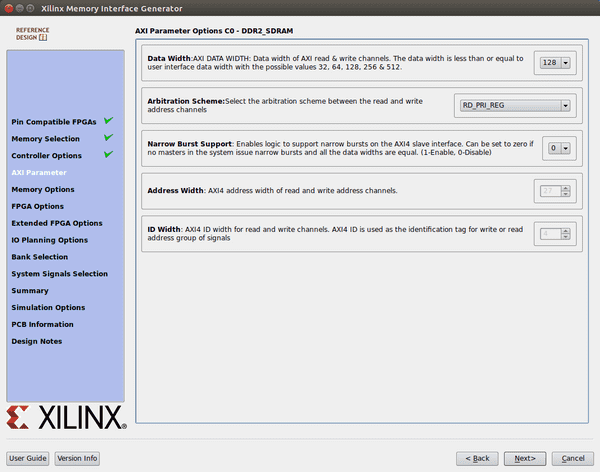 Xilinx Memory Interface Generator
REFERENCE
DESIGN
AXI Parameter Options C0 - DDR2_SDRAM
Pin Compatible FPGAs
Memory Selection
Controller Options
AXI Parameter
Memory Options
FPGA Options
Extended FPGA Options
IO Planning Options
Bank Selection
System Signals Selection
Summary
Simulation Options
PCB Information
Design Notes
Data Width:AXI DATA WIDTH: Data width of AXI read & write channels. The data width is less than or equal to
user interface data width with the possible values 32, 64, 128, 256 & 512.
128
Arbitration Scheme:Select the arbitration scheme between the read and write
address channels
RD_PRI_REG
Narrow Burst Support: Enables logic to support narrow bursts on the AXI4 slave interface. Can be set to zero if
no masters in the system issue narrow bursts and all the data widths are equal. (1-Enable, 0-Disable)
0
Address Width: AXI4 address width of read and write address channels.
27
ID Width: AXI4 ID width for read and write channels. AXI4 ID is used as the identification tag for write or read
address group of signals
4
XILINX®
User Guide
Version Info
< Back
Next>
Cancel